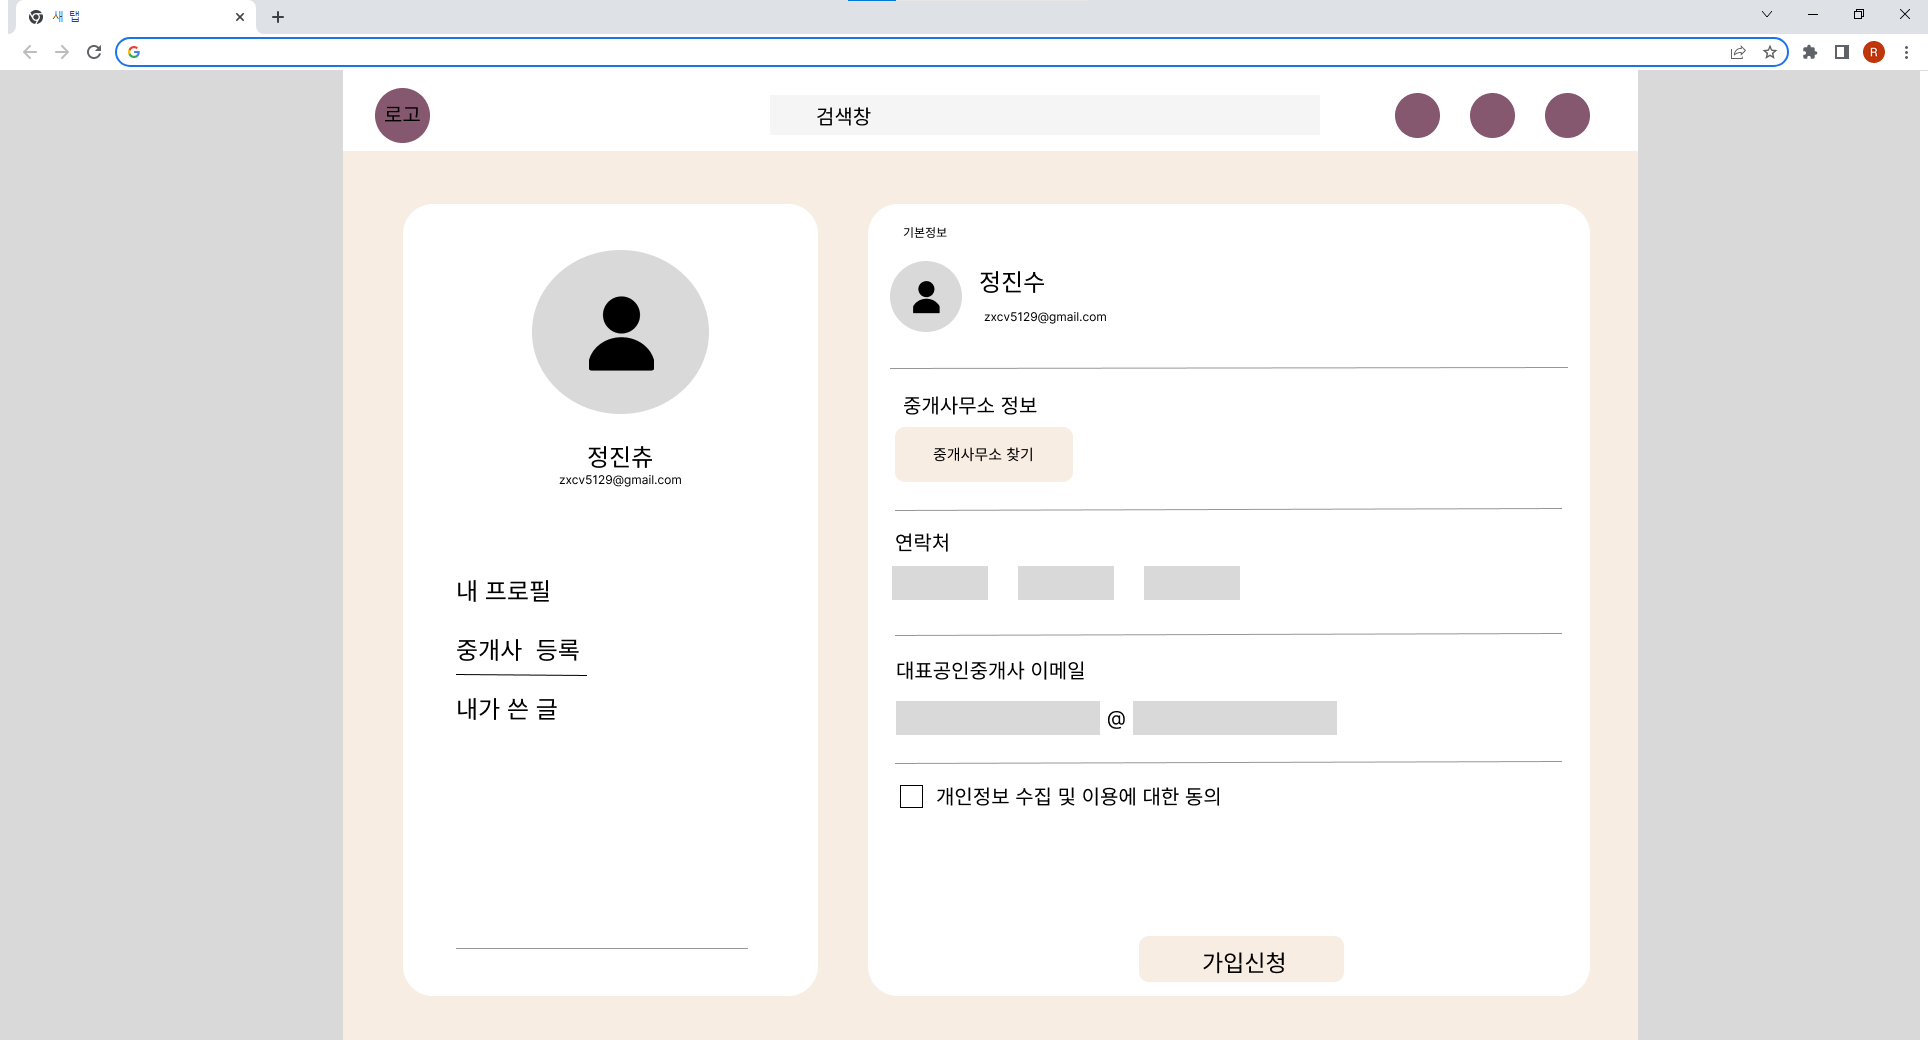 새 탭
R
로고
검색창
정진츄
zxcv5129@gmail.com
내 프로필
중개사 등록
내가 쓴 글
기본정보
정진수
zxcv5129@gmail.com
중개사무소 정보
중개사무소 찾기
연락처
대표공인중개사 이메일
@
개인정보 수집 및 이용에 대한 동의
가입신청